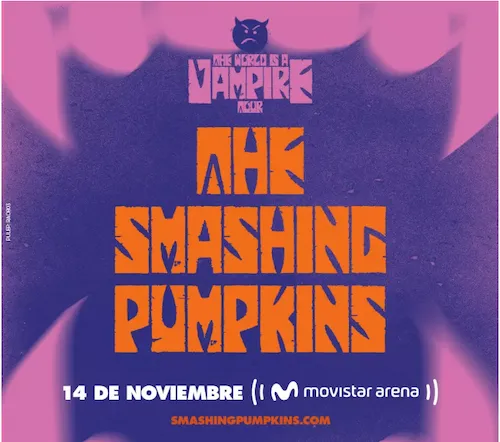 THE WORLD IS A
VAMPIRE
TOUR
THE
SMASHING
PUMPKINS
14 DE NOVIEMBRE movistar arena
SMASHINGPUMPKINS.COM